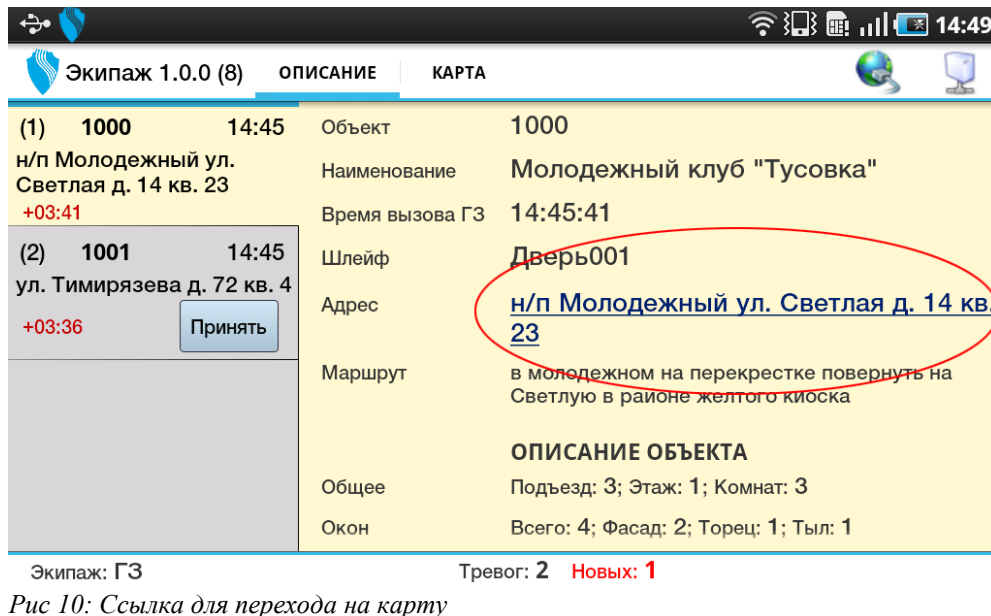 14:49
Экипаж 1.0.0 (8) ОПИСАНИЕ КАРТА
(1) 1000 14:45
н/п Молодежный ул.
Светлая д. 14 кв. 23
+03:41
(2) 1001 14:45
ул. Тимирязева д. 72 кв. 4
+03:36 Принять
Объект 1000
Наименование Молодежный клуб "Тусовка"
Время вызова ГЗ 14:45:41
Шлейф Дверь001
Адрес н/п Молодежный ул. Светлая д. 14 кв.
23
Маршрут в молодежном на перекрестке повернуть на
Светлую в районе желтого киоска
ОПИСАНИЕ ОБЪЕКТА
Общее Подъезд: 3; Этаж: 1; Комнат: 3
Окон Всего: 4; Фасад: 2; Торец: 1; Тыл: 1
Экипаж: ГЗ Тревог: 2 Новых: 1
Рис 10: Ссылка для перехода на карту